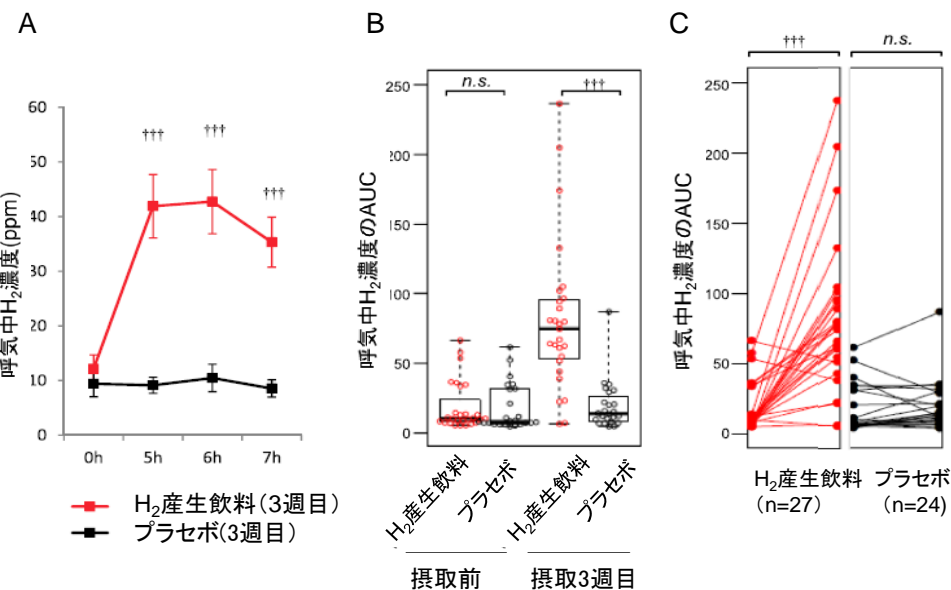 A
60
50
40
30
20
10
0
呼気中H₂濃度(ppm)
†††
†††
†††
0h 5h 6h 7h
H₂産生飲料(3週目)
プラセボ(3週目)
B
250
200
150
100
50
0
呼気中H₂濃度のAUC
n.s.
†††
H₂産生飲料
プラセボ
H₂産生飲料
プラセボ
摂取前
摂取3週目
C
†††
n.s.
250
200
150
100
50
0
呼気中H₂濃度のAUC
H₂産生飲料
(n=27)
プラセボ
(n=24)